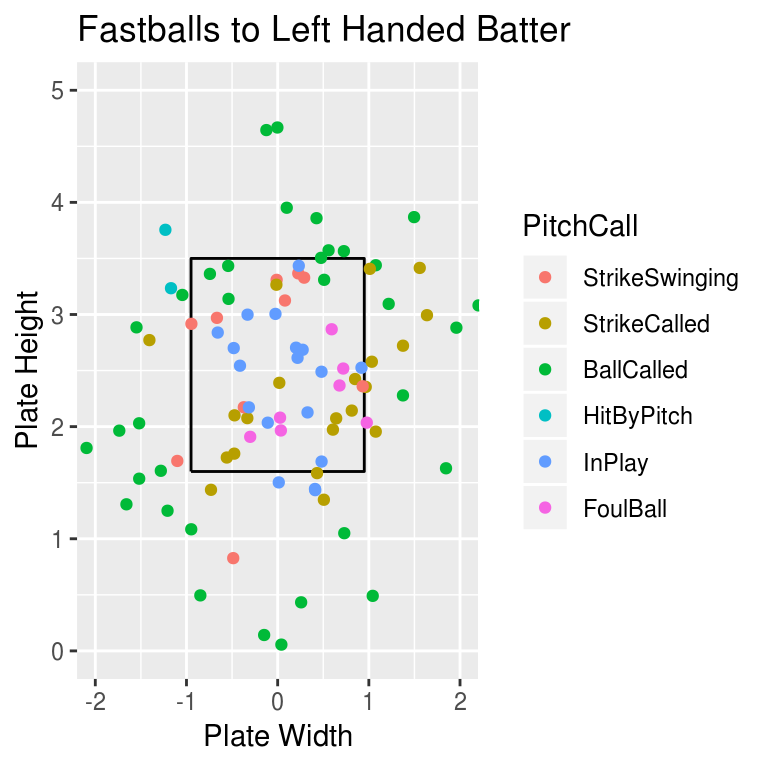 Fastballs to Left Handed Batter
5
4
3
2
1
0
Plate Height
-2 -1 0 1 2
Plate Width
PitchCall
StrikeSwinging
StrikeCalled
BallCalled
HitByPitch
InPlay
FoulBall